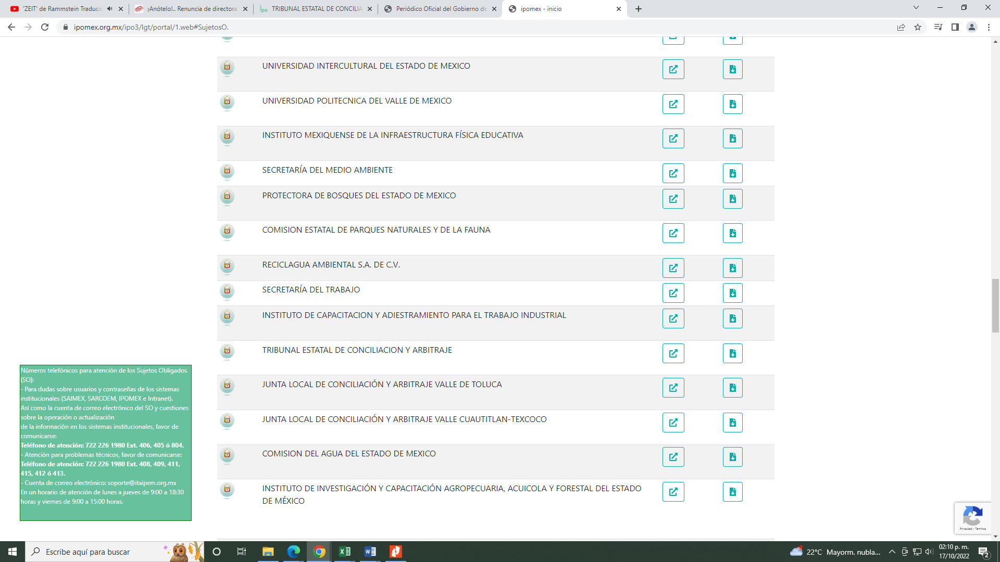 'ZEIT' de Rammstein Traducio
¡Anótelo!.. Renuncia de directora
TRIBUNAL ESTATAL DE CONCILIA
Periódico Oficial del Gobierno de
ipomex - inicio
ipomex.org.mx/ipo3/lgt/portal/1.web#SujetosO.
UNIVERSIDAD INTERCULTURAL DEL ESTADO DE MEXICO
UNIVERSIDAD POLITECNICA DEL VALLE DE MEXICO
INSTITUTO MEXIQUENSE DE LA INFRAESTRUCTURA FÍSICA EDUCATIVA
SECRETARÍA DEL MEDIO AMBIENTE
PROTECTORA DE BOSQUES DEL ESTADO DE MEXICO
COMISION ESTATAL DE PARQUES NATURALES Y DE LA FAUNA
RECICLAGUA AMBIENTAL S.A. DE C.V.
SECRETARÍA DEL TRABAJO
INSTITUTO DE CAPACITACION Y ADIESTRAMIENTO PARA EL TRABAJO INDUSTRIAL
TRIBUNAL ESTATAL DE CONCILIACION Y ARBITRAJE
JUNTA LOCAL DE CONCILIACIÓN Y ARBITRAJE VALLE DE TOLUCA
JUNTA LOCAL DE CONCILIACIÓN Y ARBITRAJE VALLE CUAUTITLAN-TEXCOCO
COMISION DEL AGUA DEL ESTADO DE MEXICO
INSTITUTO DE INVESTIGACIÓN Y CAPACITACIÓN AGROPECUARIA, ACUICOLA Y FORESTAL DEL ESTADO
DE MÉXICO
Números telefónicos para atención de los Sujetos Obligados
(SO):
- Para dudas sobre usuarios y contraseñas de los sistemas
institucionales (SAIMEX, SARCOEM, IPOMEX e Intranet).
Así como la cuenta de correo electrónico del SO y cuestiones
sobre la operación o actualización
de la información en los sistemas institucionales, favor de
comunicarse:
Teléfono de atención: 722 226 1980 Ext. 406, 405 ó 804.
- Atención para problemas técnicos, favor de comunicarse:
Teléfono de atención: 722 226 1980 Ext. 408, 409, 411,
415, 412 ó 413.
- Cuenta de correo electrónico: soporte@itaipem.org.mx
En un horario de atención de lunes a jueves de 9:00 a 18:30
horas y viernes de 9:00 a 15:00 horas.
Privacidad - Términos
Escribe aquí para buscar
22°C Mayorm. nubla...
02:10 p. m.
17/10/2022
2